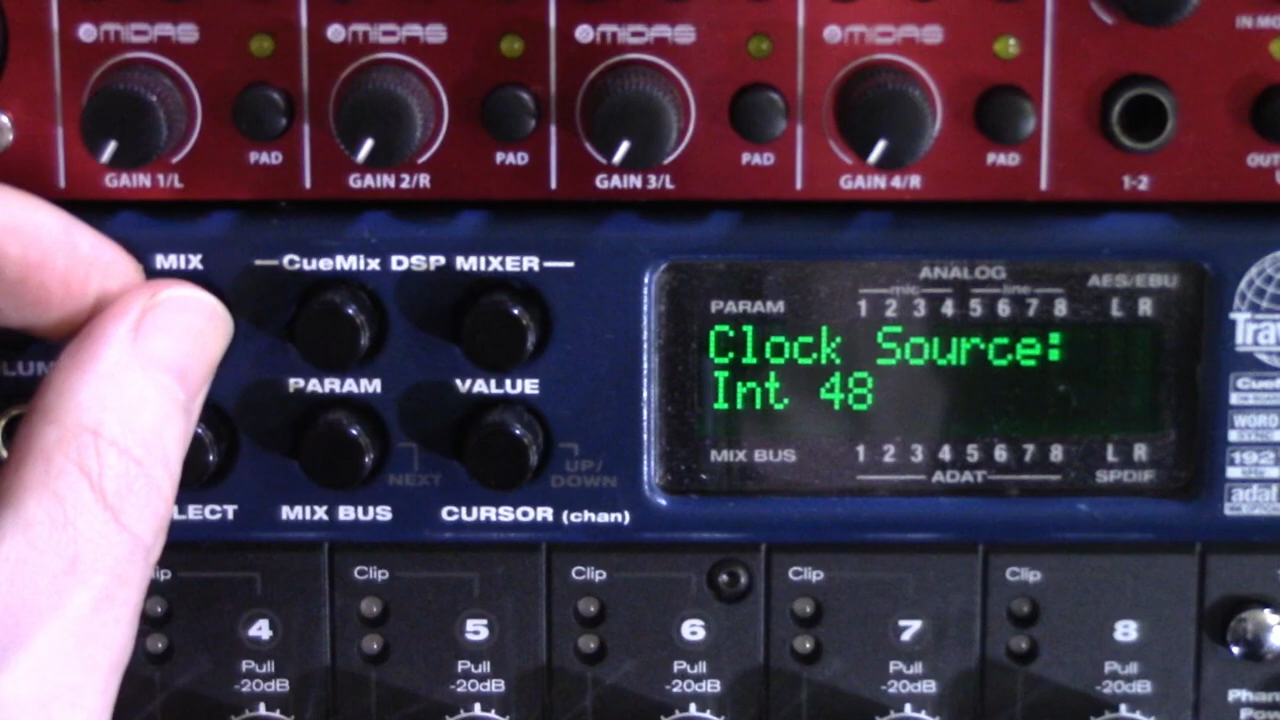 MIDAS MIDAS MIDAS MIDAS
PAD PAD PAD PAD
GAIN 1/L GAIN 2/R GAIN 3/L GAIN 4/R 1-2
MIX CueMix DSP MIXER
PARAM VALUE
NEXT UP/
DOWN
MIX BUS CURSOR (chan)
ANALOG
mic line AES/EBU
PARAM 1 2 3 4 5 6 7 8 L R
Clock Source:
Int 48
MIX BUS 1 2 3 4 5 6 7 8 L R
ADAT SPDIF
Trav
WORD
SYNC
192
adat
Clip Clip Clip Clip
4 5 6 7 8
Pull Pull Pull Pull Pull
-20dB -20dB -20dB -20dB -20dB